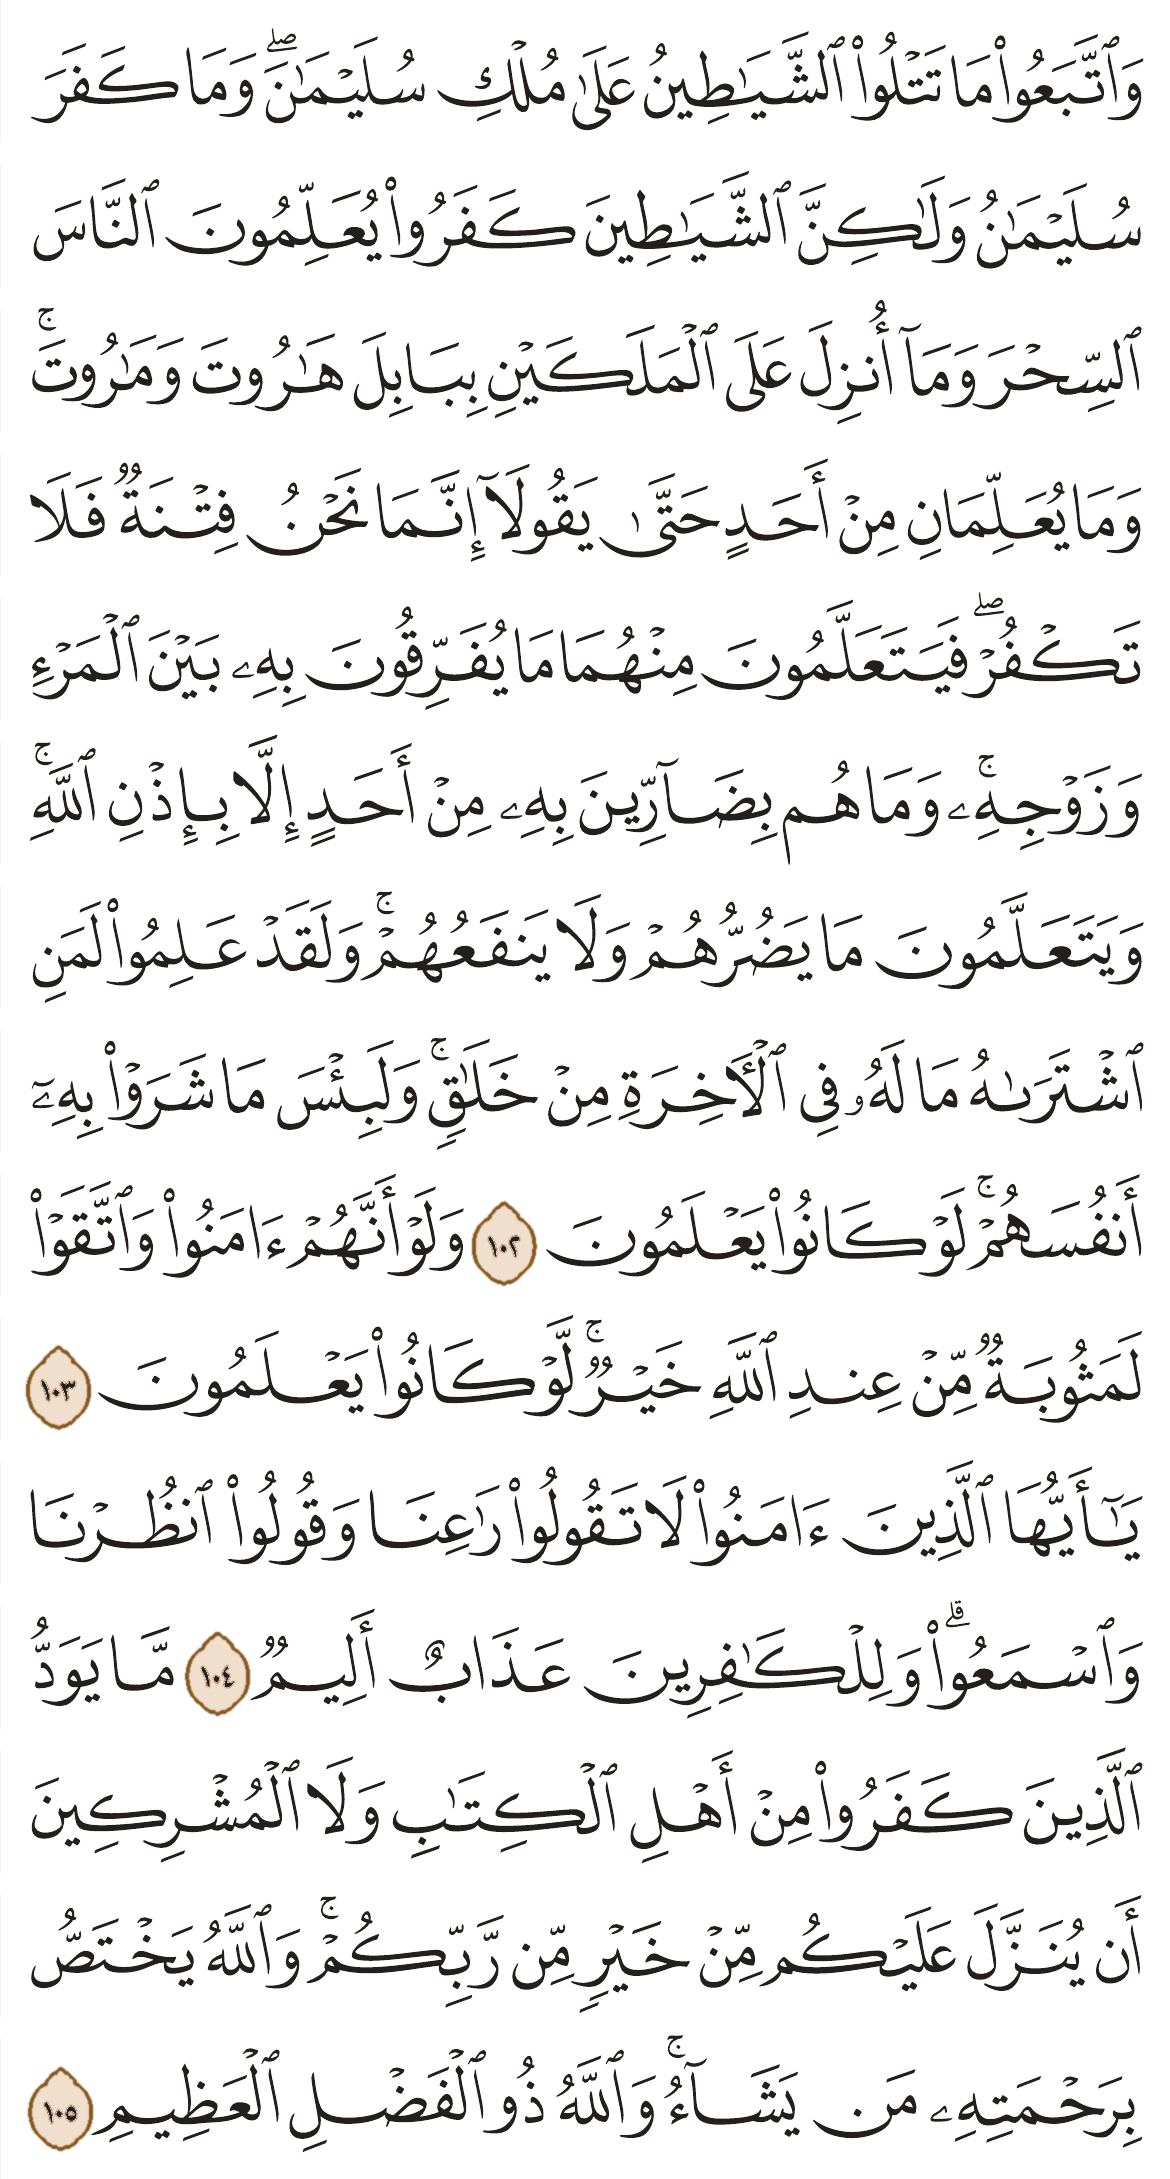 وَٱتَّبَعُوا۟ مَا تَتْلُوا۟ ٱلشَّيَـٰطِينُ عَلَىٰ مُلْكِ سُلَيْمَـٰنَ ۖ وَمَا كَفَرَ
سُلَيْمَـٰنُ وَلَـٰكِنَّ ٱلشَّيَـٰطِينَ كَفَرُوا۟ يُعَلِّمُونَ ٱلنَّاسَ
ٱلسِّحْرَ وَمَآ أُنزِلَ عَلَى ٱلْمَلَكَيْنِ بِبَابِلَ هَـٰرُوتَ وَمَـٰرُوتَ ۚ
وَمَا يُعَلِّمَانِ مِنْ أَحَدٍ حَتَّىٰ يَقُولَآ إِنَّمَا نَحْنُ فِتْنَةٌ فَلَا
تَكْفُرْ ۖ فَيَتَعَلَّمُونَ مِنْهُمَا مَا يُفَرِّقُونَ بِهِۦ بَيْنَ ٱلْمَرْءِ
وَزَوْجِهِۦ ۚ وَمَا هُم بِضَآرِّينَ بِهِۦ مِنْ أَحَدٍ إِلَّا بِإِذْنِ ٱللَّهِ ۚ
وَيَتَعَلَّمُونَ مَا يَضُرُّهُمْ وَلَا يَنفَعُهُمْ ۚ وَلَقَدْ عَلِمُوا۟ لَمَنِ
ٱشْتَرَىٰهُ مَا لَهُۥ فِى ٱلْـَٔاخِرَةِ مِنْ خَلَـٰقٍ ۚ وَلَبِئْسَ مَا شَرَوْا۟ بِهِۦٓ
أَنفُسَهُمْ ۚ لَوْ كَانُوا۟ يَعْلَمُونَ ١٠٢ وَلَوْ أَنَّهُمْ ءَامَنُوا۟ وَٱتَّقَوْا۟
لَمَثُوبَةٌ مِّنْ عِندِ ٱللَّهِ خَيْرٌ ۚ لَّوْ كَانُوا۟ يَعْلَمُونَ ١٠٣
يَـٰٓأَيُّهَا ٱلَّذِينَ ءَامَنُوا۟ لَا تَقُولُوا۟ رَٰعِنَا وَقُولُوا۟ ٱنظُرْنَا
وَٱسْمَعُوا۟ ۗ وَلِلْكَـٰفِرِينَ عَذَابٌ أَلِيمٌ ١٠٤ مَّا يَوَدُّ
ٱلَّذِينَ كَفَرُوا۟ مِنْ أَهْلِ ٱلْكِتَـٰبِ وَلَا ٱلْمُشْرِكِينَ
أَن يُنَزَّلَ عَلَيْكُم مِّنْ خَيْرٍ مِّن رَّبِّكُمْ ۚ وَٱللَّهُ يَخْتَصُّ
بِرَحْمَتِهِۦ مَن يَشَآءُ ۚ وَٱللَّهُ ذُو ٱلْفَضْلِ ٱلْعَظِيمِ ١٠٥